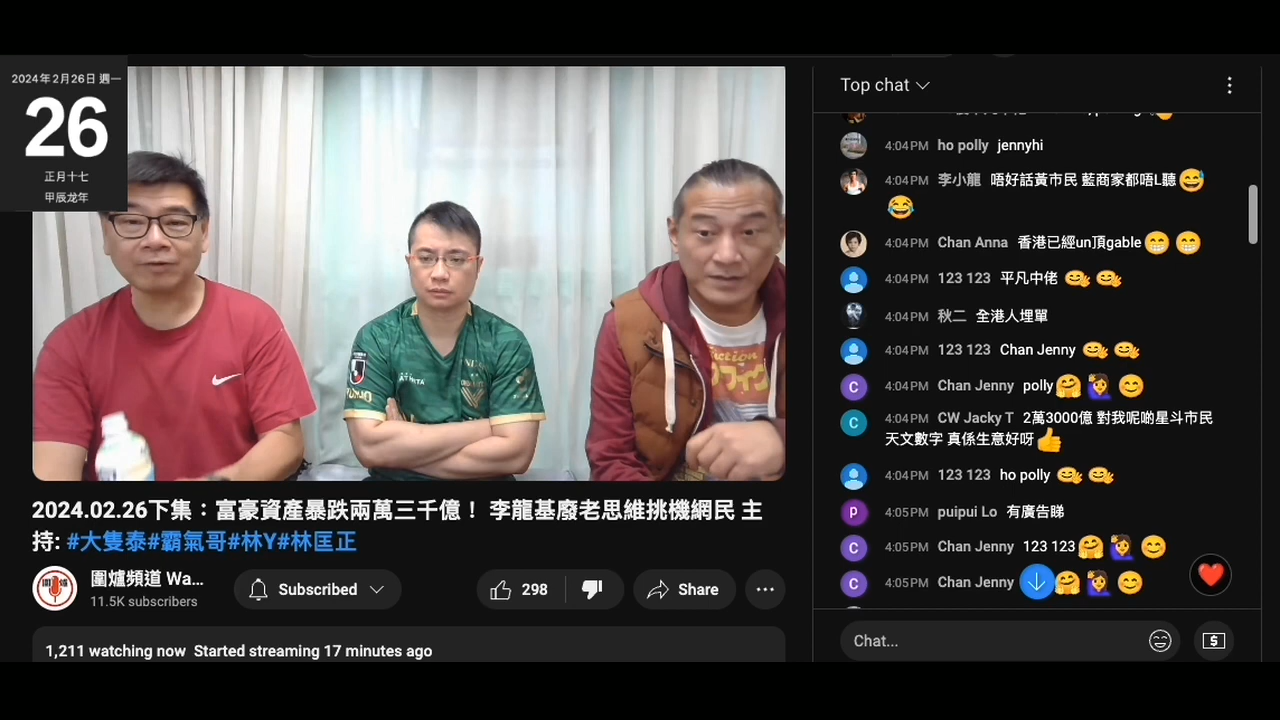 2024年2月26日 週一
26
正月十七
甲辰龙年
Top chat
4:04PM ho polly jennyhi
4:04PM 李小龍 唔好話黃市民 藍商家都唔L聽😅
😂
4:04PM Chan Anna 香港已經un頂gable😁😁
4:04PM 123 123 平凡中佬
4:04PM 秋二 全港人埋單
4:04PM 123 123 Chan Jenny
4:04PM Chan Jenny polly🤗🙋‍♀️😊
4:04PM CW Jacky T 2萬3000億 對我呢啲星斗市民
天文數字 真係生意好呀👍
4:04PM 123 123 ho polly
4:05PM puipui Lo 有廣告睇
4:05PM Chan Jenny 123 123🤗🙋‍♀️😊
4:05PM Chan Jenny 🤗🙋‍♀️😊
Chat...
2024.02.26下集：富豪資產暴跌兩萬三千億！ 李龍基廢老思維挑機網民 主
持: #大隻泰#霸氣哥#林Y#林匡正
圍爐頻道 Wa...
11.5K subscribers
Subscribed
298
Share
1,211 watching now Started streaming 17 minutes ago